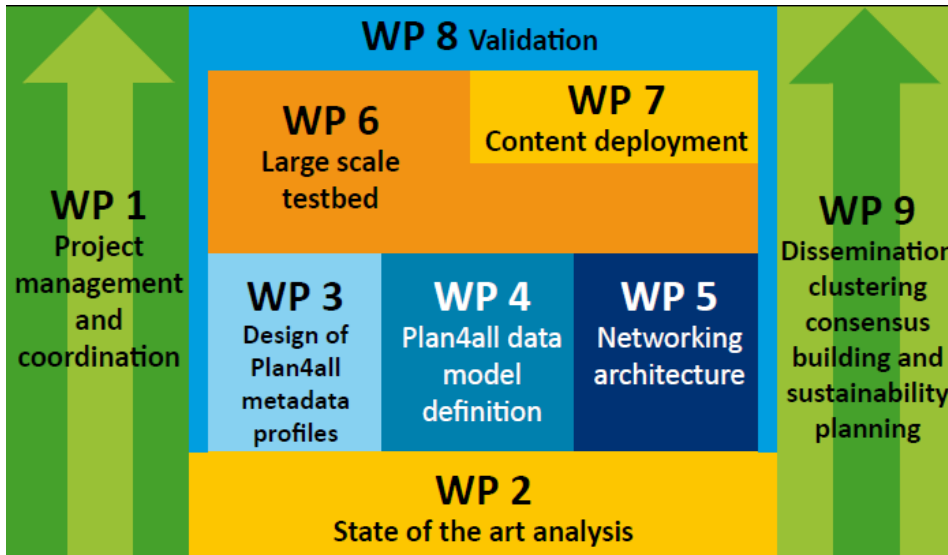 WP 8 Validation
WP 6
Large scale
testbed
WP 7
Content deployment
WP 1
Project
management
and
coordination
WP 9
Dissemination
clustering
consensus
building and
sustainability
planning
WP 3
Design of
Plan4all
metadata
profiles
WP 4
Plan4all data
model
definition
WP 5
Networking
architecture
WP 2
State of the art analysis